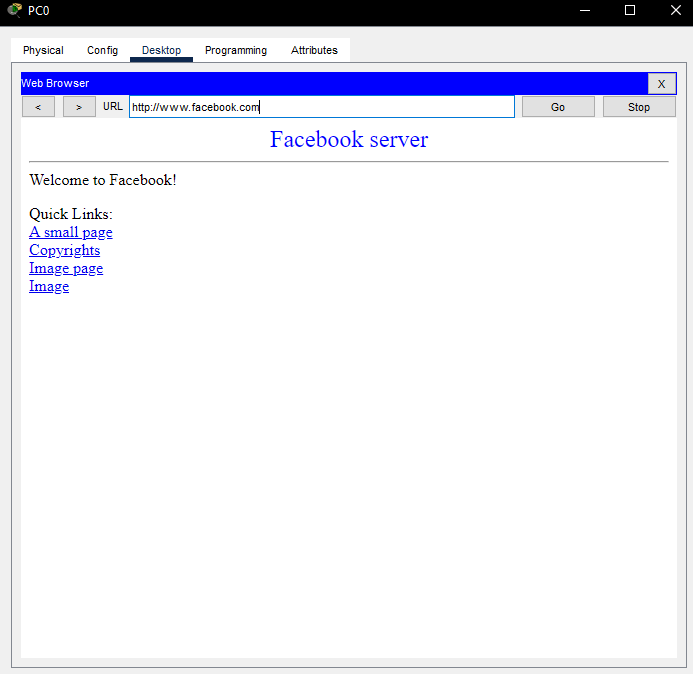 PC0
Physical Config Desktop Programming Attributes
Web Browser X
< > URL http://www.facebook.com Go Stop
Facebook server
Welcome to Facebook!
Quick Links:
A small page
Copyrights
Image page
Image